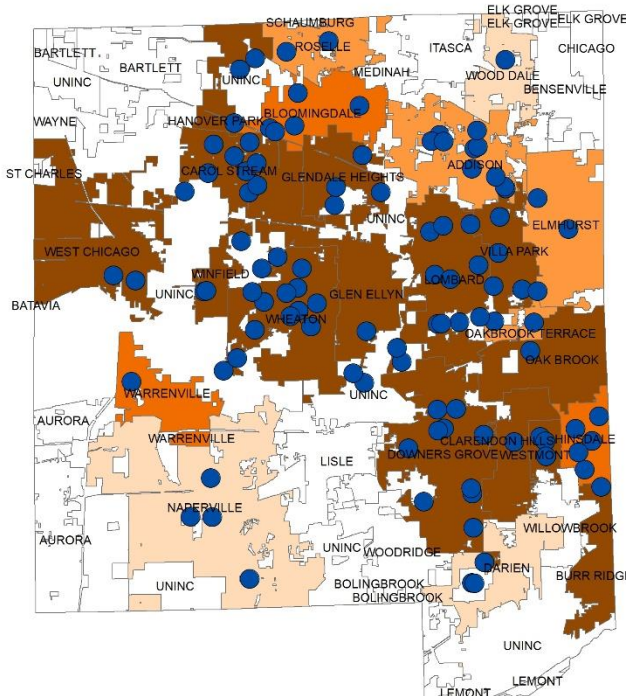 ELK GROVE
SCHAUMBURG
ELK GROVE
ELK GROVE
ROSELLE
ITASCA
CHICAGO
BARTLETT
BARTLETT
MEDINAH
UNINC
UNINC
WOOD DALE
BENSENVILLE
WAYNE
HANOVER PARK
BLOOMINGDALE
ADDISON
ST CHARLES
CAROL STREAM
GLENDALE HEIGHTS
UNINC
ELMHURST
WEST CHICAGO
VILLA PARK
WINFIELD
LOMBARD
UNINC
GLEN ELLYN
BATAVIA
WHEATON
OAKBROOK TERRACE
OAK BROOK
WARRENVILLE
UNINC
AURORA
WARRENVILLE
CLARENDON HILLS
HINSDALE
LISLE
DOWNERS GROVE
WESTMONT
NAPERVILLE
WILLOWBROOK
AURORA
UNINC
WOODRIDGE
DARIEN
BURR RIDGE
UNINC
BOLINGBROOK
BOLINGBROOK
UNINC
LEMONT
LEMONT